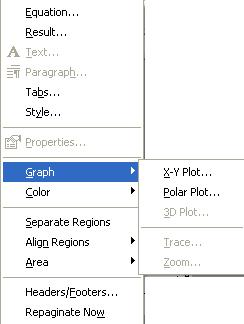 Equation...
Result...
Text...
Paragraph...
Tabs...
Style...
Properties...
Graph
Color
Separate Regions
Align Regions
Area
Headers/Footers...
Repaginate Now
X-Y Plot...
Polar Plot...
3D Plot...
Trace...
Zoom...